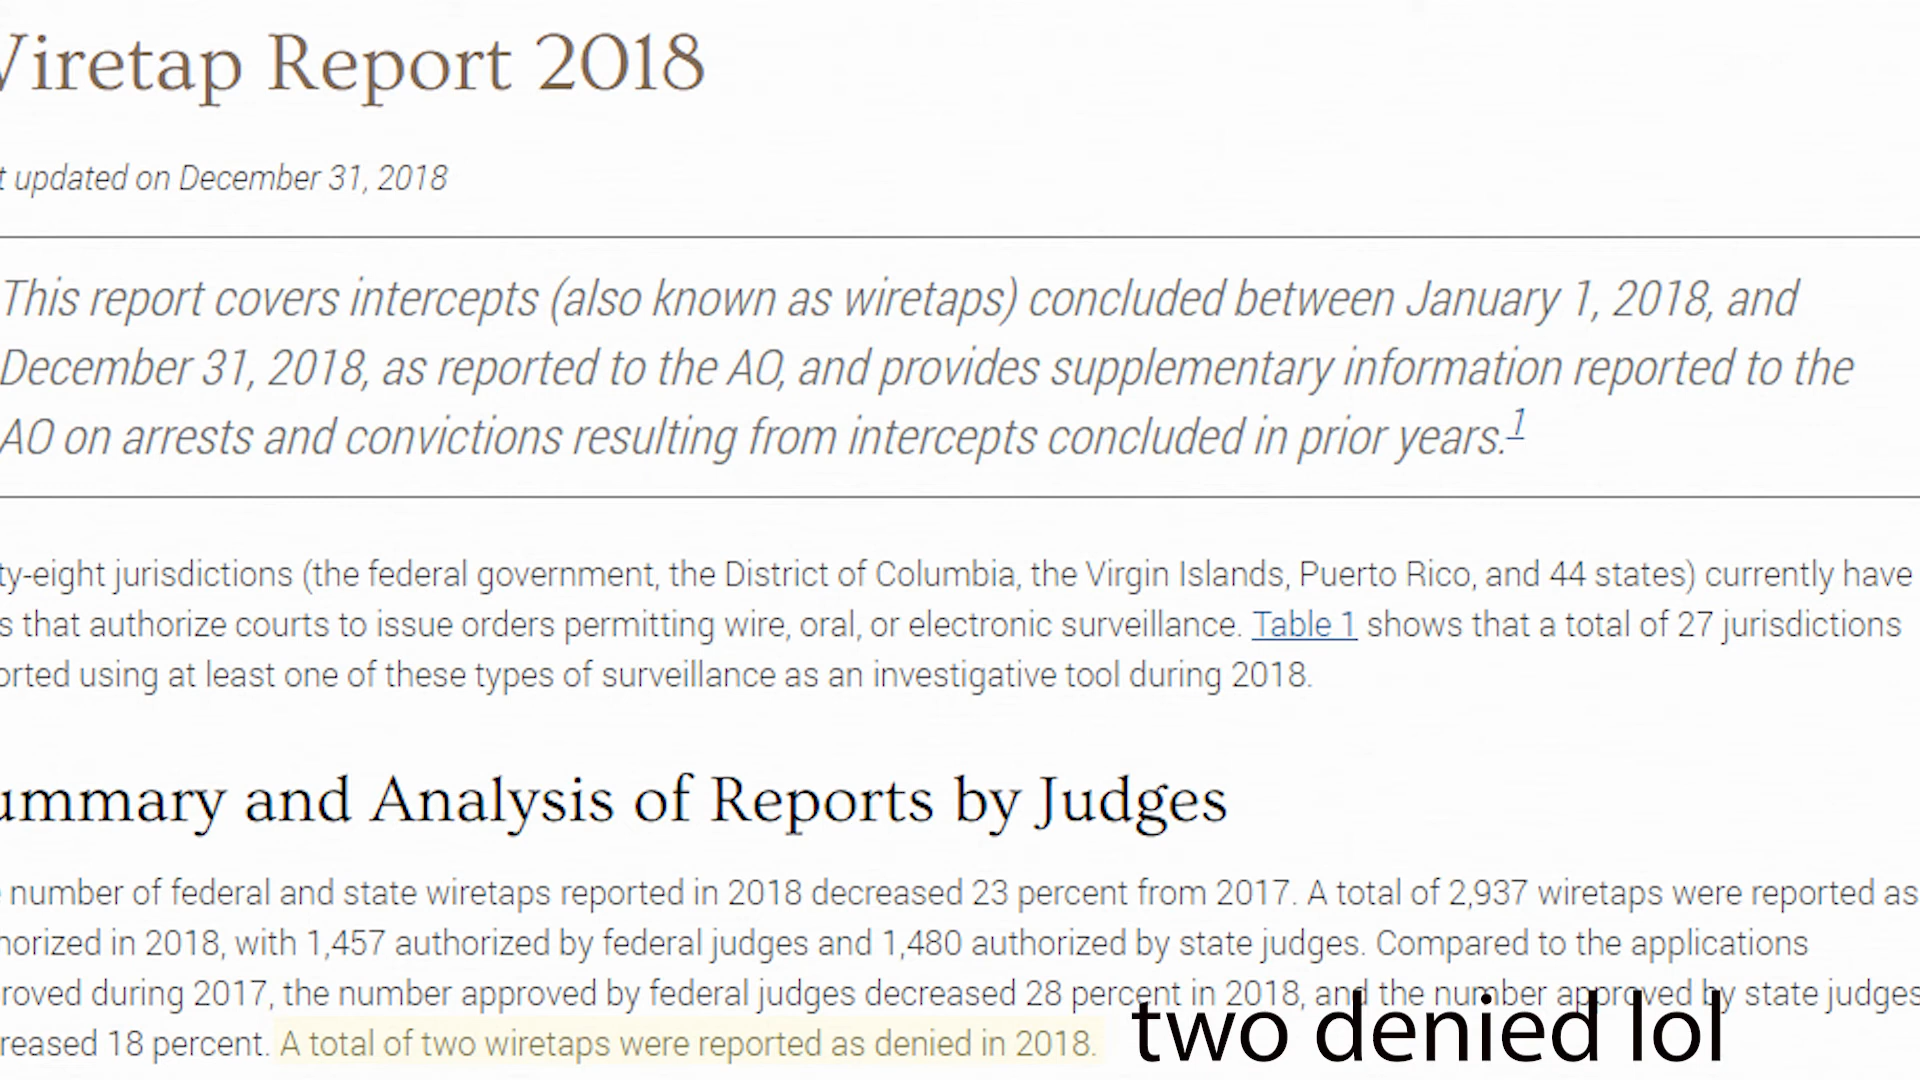 Wiretap Report 2018
t updated on December 31, 2018
This report covers intercepts (also known as wiretaps) concluded between January 1, 2018, and
December 31, 2018, as reported to the AO, and provides supplementary information reported to the
AO on arrests and convictions resulting from intercepts concluded in prior years.1
ty-eight jurisdictions (the federal government, the District of Columbia, the Virgin Islands, Puerto Rico, and 44 states) currently have
s that authorize courts to issue orders permitting wire, oral, or electronic surveillance. Table 1 shows that a total of 27 jurisdictions
orted using at least one of these types of surveillance as an investigative tool during 2018.
ummary and Analysis of Reports by Judges
number of federal and state wiretaps reported in 2018 decreased 23 percent from 2017. A total of 2,937 wiretaps were reported as
horized in 2018, with 1,457 authorized by federal judges and 1,480 authorized by state judges. Compared to the applications
roved during 2017, the number approved by federal judges decreased 28 percent in 2018, and the number approved by state judges
reased 18 percent. A total of two wiretaps were reported as denied in 2018.
two denied lol